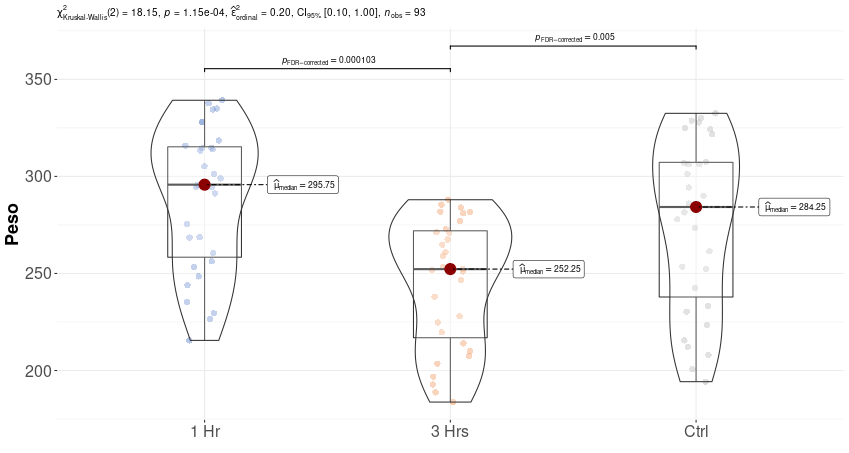 χ²Kruskal-Wallis(2) = 18.15, p = 1.15e-04, ε̂²ordinal = 0.20, CI95% [0.10, 1.00], nobs = 93
pFDR−corrected = 0.005
pFDR−corrected = 0.000103
350
300
250
200
Peso
μ̂median = 295.75
μ̂median = 252.25
μ̂median = 284.25
1 Hr
3 Hrs
Ctrl